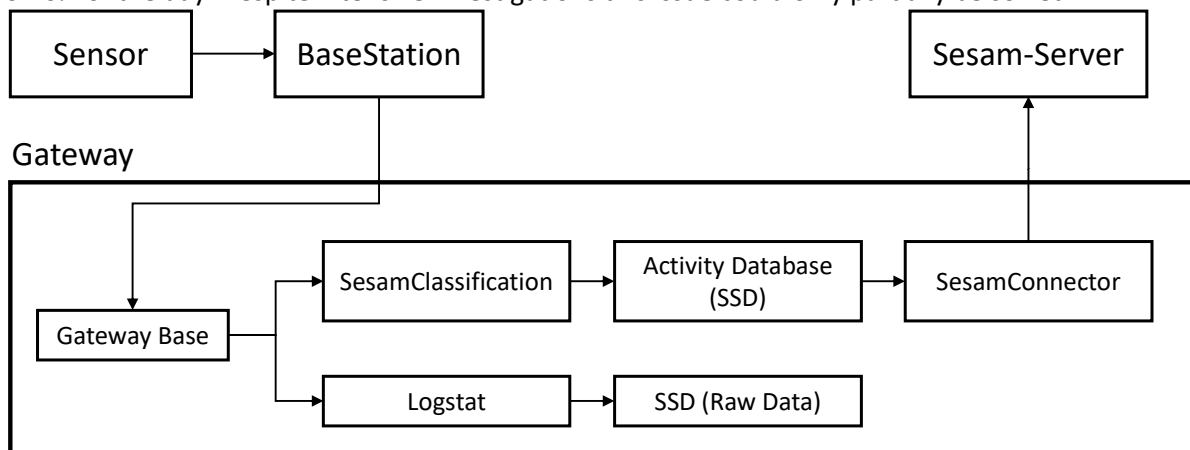 Sensor
BaseStation
Sesam-Server
Gateway
SesamClassification
Activity Database
(SSD)
SesamConnector
Gateway Base
Logstat
SSD (Raw Data)